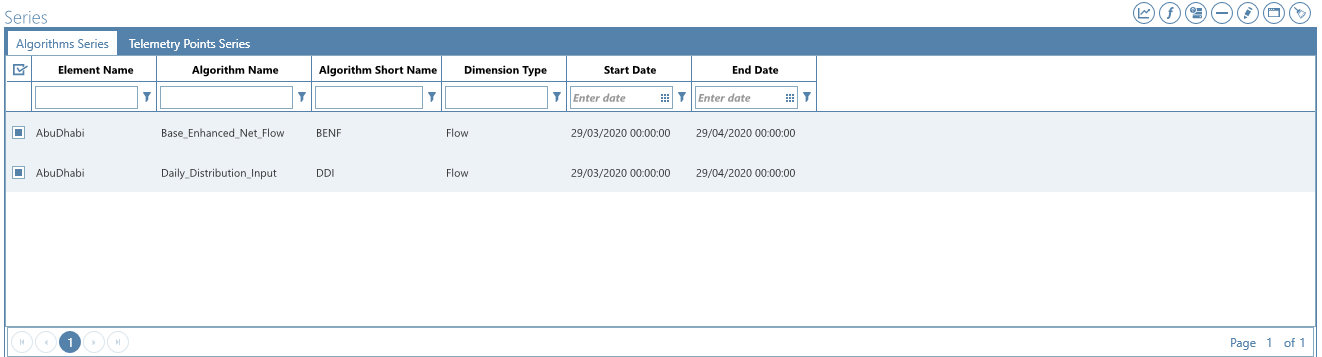 Series
Algorithms Series Telemetry Points Series
Element Name Algorithm Name Algorithm Short Name Dimension Type Start Date End Date
Enter date Enter date
AbuDhabi Base_Enhanced_Net_Flow BENF Flow 29/03/2020 00:00:00 29/04/2020 00:00:00
AbuDhabi Daily_Distribution_Input DDI Flow 29/03/2020 00:00:00 29/04/2020 00:00:00
1 Page 1 of 1